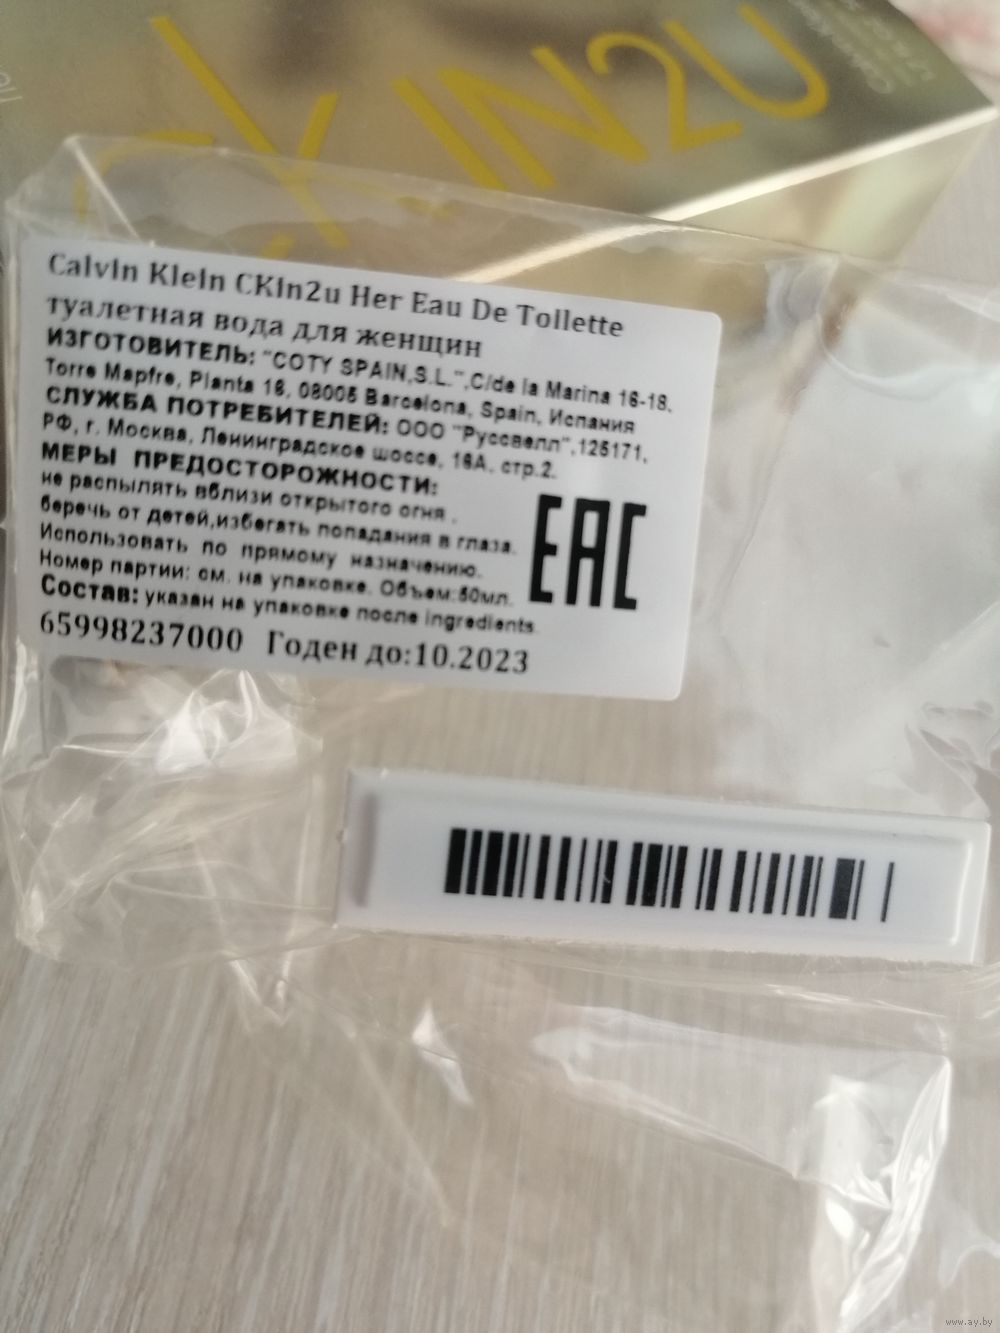 CK IN2U
Calvin Klein CKin2u Her Eau De Toilette
туалетная вода для женщин
ИЗГОТОВИТЕЛЬ: "COTY SPAIN,S.L.",C/de la Marina 16-18,
Torre Mapfre, Planta 16, 08005 Barcelona, Spain, Испания
СЛУЖБА ПОТРЕБИТЕЛЕЙ: ООО "Руссвелл",125171,
РФ, г. Москва, Ленинградское шоссе, 16А, стр.2.
МЕРЫ ПРЕДОСТОРОЖНОСТИ:
не распылять вблизи открытого огня ,
беречь от детей,избегать попадания в глаза.
Использовать по прямому назначению.
Номер партии: см. на упаковке. Объем:50мл.
Состав: указан на упаковке после ingredients.
65998237000 Годен до:10.2023
EAC
www.ay.by